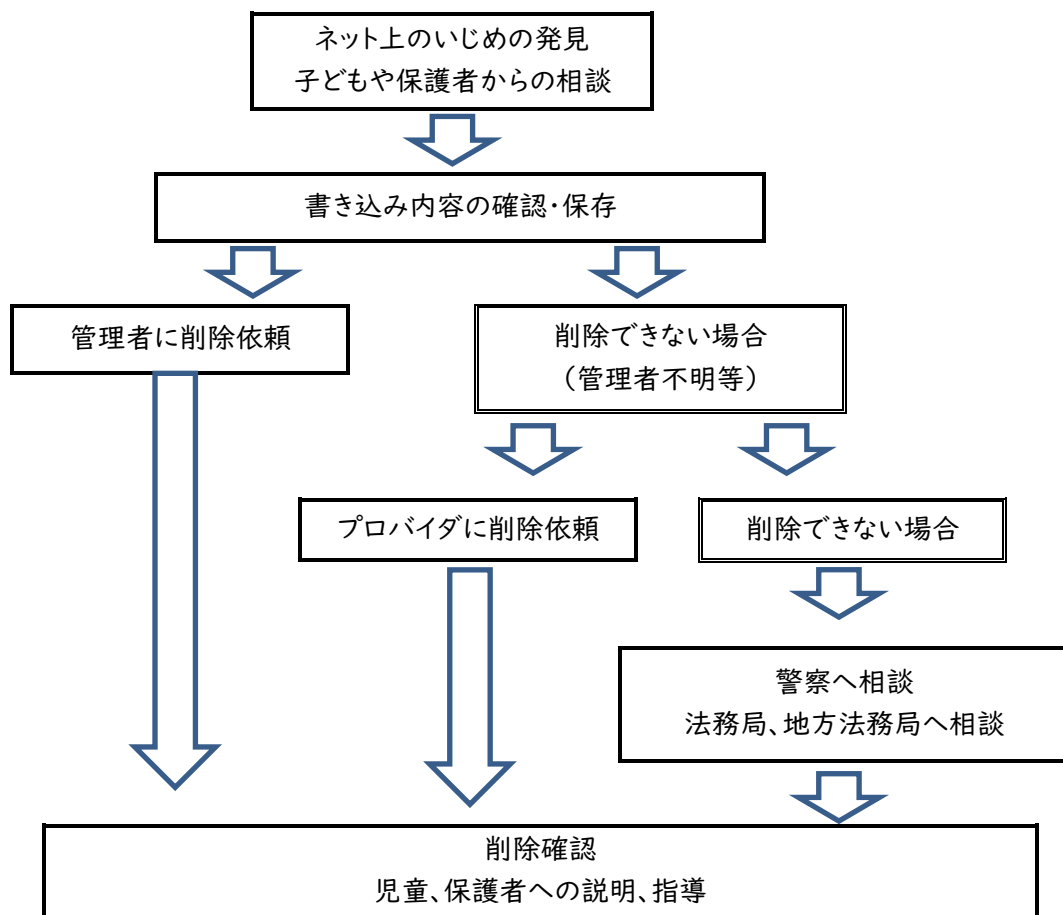 ネット上のいじめの発見
子どもや保護者からの相談
書き込み内容の確認・保存
管理者に削除依頼
削除できない場合
(管理者不明等)
プロバイダに削除依頼
削除できない場合
警察へ相談
法務局、地方法務局へ相談
削除確認
児童、保護者への説明、指導